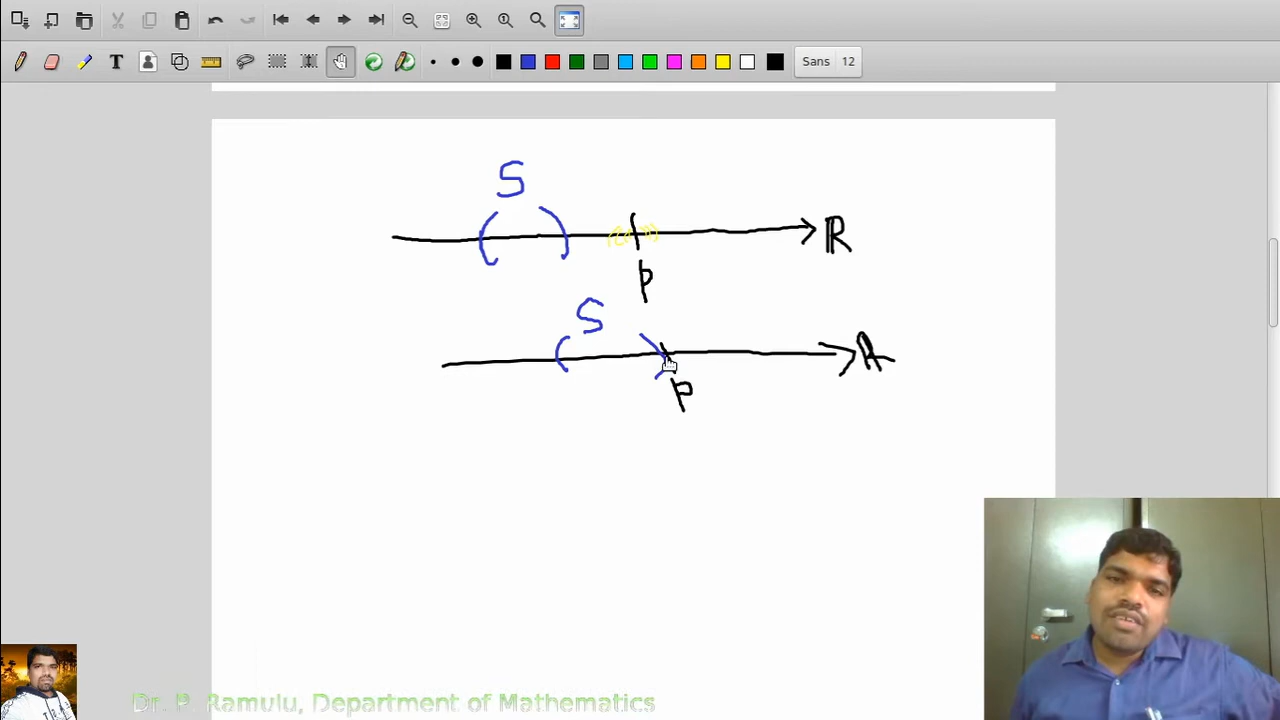 Sans 12
S
ℝ
p
S
ℝ
p
Dr. P. Ramulu, Department of Mathematics